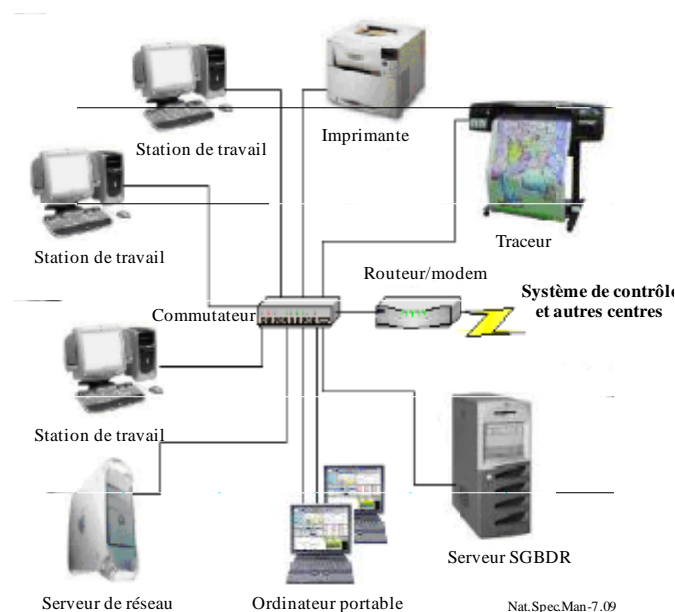 Station de travail
Imprimante
Station de travail
Traceur
Routeur/modem
Système de contrôle
et autres centres
Commutateur
Station de travail
Serveur SGBDR
Serveur de réseau
Ordinateur portable
Nat.Spec.Man-7.09